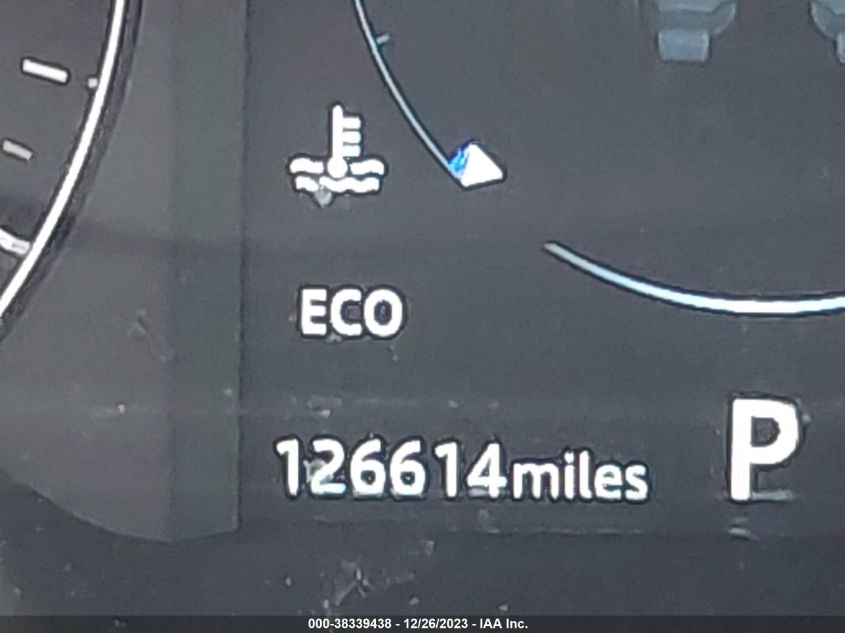 ECO
126614miles
P
000-38339438 - 12/26/2023 - IAA Inc.